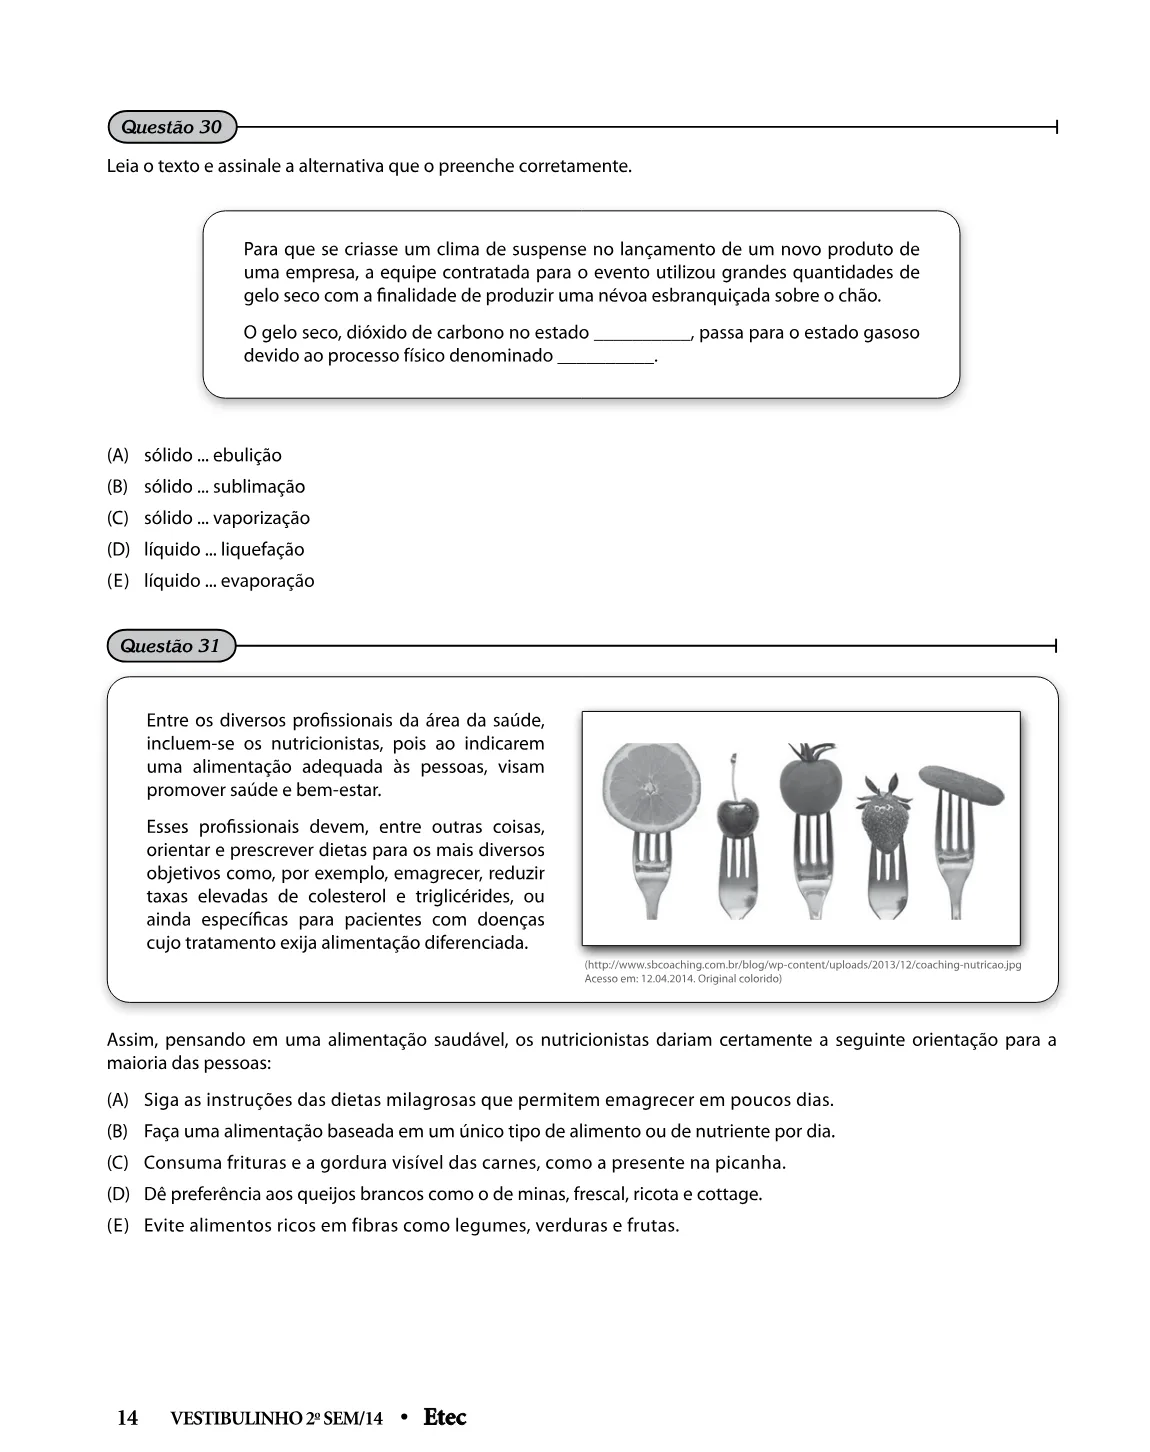 Questão 30
Leia o texto e assinale a alternativa que o preenche corretamente.
Para que se criasse um clima de suspense no lançamento de um novo produto de
uma empresa, a equipe contratada para o evento utilizou grandes quantidades de
gelo seco com a finalidade de produzir uma névoa esbranquiçada sobre o chão.
O gelo seco, dióxido de carbono no estado __________, passa para o estado gasoso
devido ao processo físico denominado __________.
(A) sólido ... ebulição
(B) sólido ... sublimação
(C) sólido ... vaporização
(D) líquido ... liquefação
(E) líquido ... evaporação
Questão 31
Entre os diversos profissionais da área da saúde,
incluem-se os nutricionistas, pois ao indicarem
uma alimentação adequada às pessoas, visam
promover saúde e bem-estar.
Esses profissionais devem, entre outras coisas,
orientar e prescrever dietas para os mais diversos
objetivos como, por exemplo, emagrecer, reduzir
taxas elevadas de colesterol e triglicérides, ou
ainda específicas para pacientes com doenças
cujo tratamento exija alimentação diferenciada.
(http://www.sbcoaching.com.br/blog/wp-content/uploads/2013/12/coaching-nutricao.jpg
Acesso em: 12.04.2014. Original colorido)
Assim, pensando em uma alimentação saudável, os nutricionistas dariam certamente a seguinte orientação para a
maioria das pessoas:
(A) Siga as instruções das dietas milagrosas que permitem emagrecer em poucos dias.
(B) Faça uma alimentação baseada em um único tipo de alimento ou de nutriente por dia.
(C) Consuma frituras e a gordura visível das carnes, como a presente na picanha.
(D) Dê preferência aos queijos brancos como o de minas, frescal, ricota e cottage.
(E) Evite alimentos ricos em fibras como legumes, verduras e frutas.
14 VESTIBULINHO 2º SEM/14 • Etec